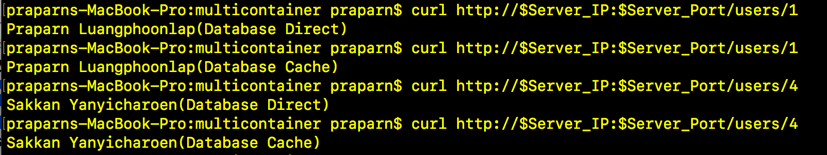 praparns-MacBook-Pro:multicontainer praparn$ curl http://$Server_IP:$Server_Port/users/1
Praparn Luangphoonlap(Database Direct)
praparns-MacBook-Pro:multicontainer praparn$ curl http://$Server_IP:$Server_Port/users/1
Praparn Luangphoonlap(Database Cache)
praparns-MacBook-Pro:multicontainer praparn$ curl http://$Server_IP:$Server_Port/users/4
Sakkan Yanyicharoen(Database Direct)
praparns-MacBook-Pro:multicontainer praparn$ curl http://$Server_IP:$Server_Port/users/4
Sakkan Yanyicharoen(Database Cache)